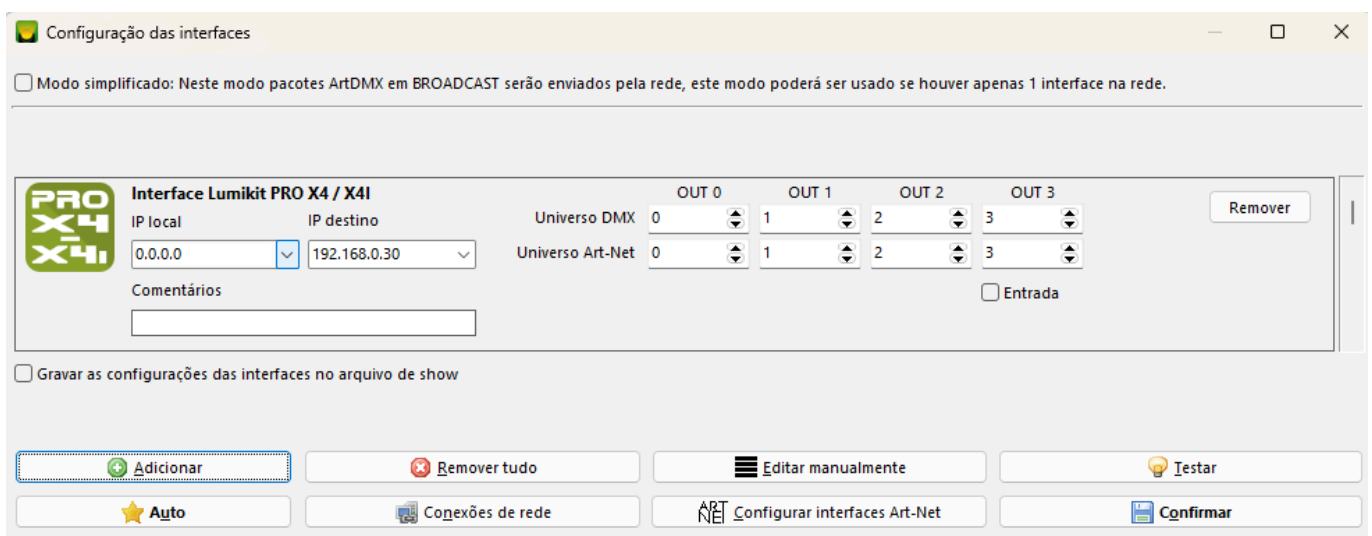 Configuração das interfaces
Modo simplificado: Neste modo pacotes ArtDMX em BROADCAST serão enviados pela rede, este modo poderá ser usado se houver apenas 1 interface na rede.
PRO X4-X4I
Interface Lumikit PRO X4 / X4I
OUT 0 OUT 1 OUT 2 OUT 3
IP local IP destino Universo DMX 0 1 2 3 Remover
0.0.0.0 192.168.0.30 Universo Art-Net 0 1 2 3
Comentários Entrada
Gravar as configurações das interfaces no arquivo de show
Adicionar Remover tudo Editar manualmente Testar
Auto Conexões de rede ART NET Configurar interfaces Art-Net Confirmar